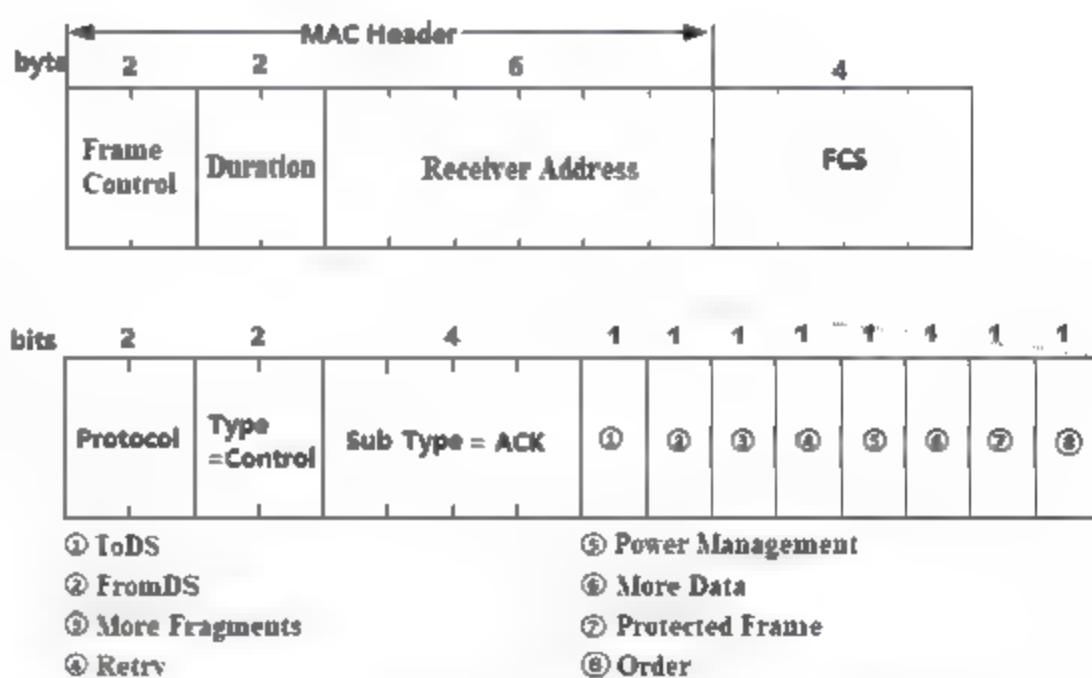 MAC Header
byte 2 2 6 4
Frame Control Duration Receiver Address FCS
bits 2 2 4 1 1 1 1 1 1 1 1
Protocol Type =Control Sub Type = ACK ① ② ③ ④ ⑤ ⑥ ⑦ ⑧
① ToDS ⑤ Power Management
② FromDS ⑥ More Data
③ More Fragments ⑦ Protected Frame
④ Retry ⑧ Order